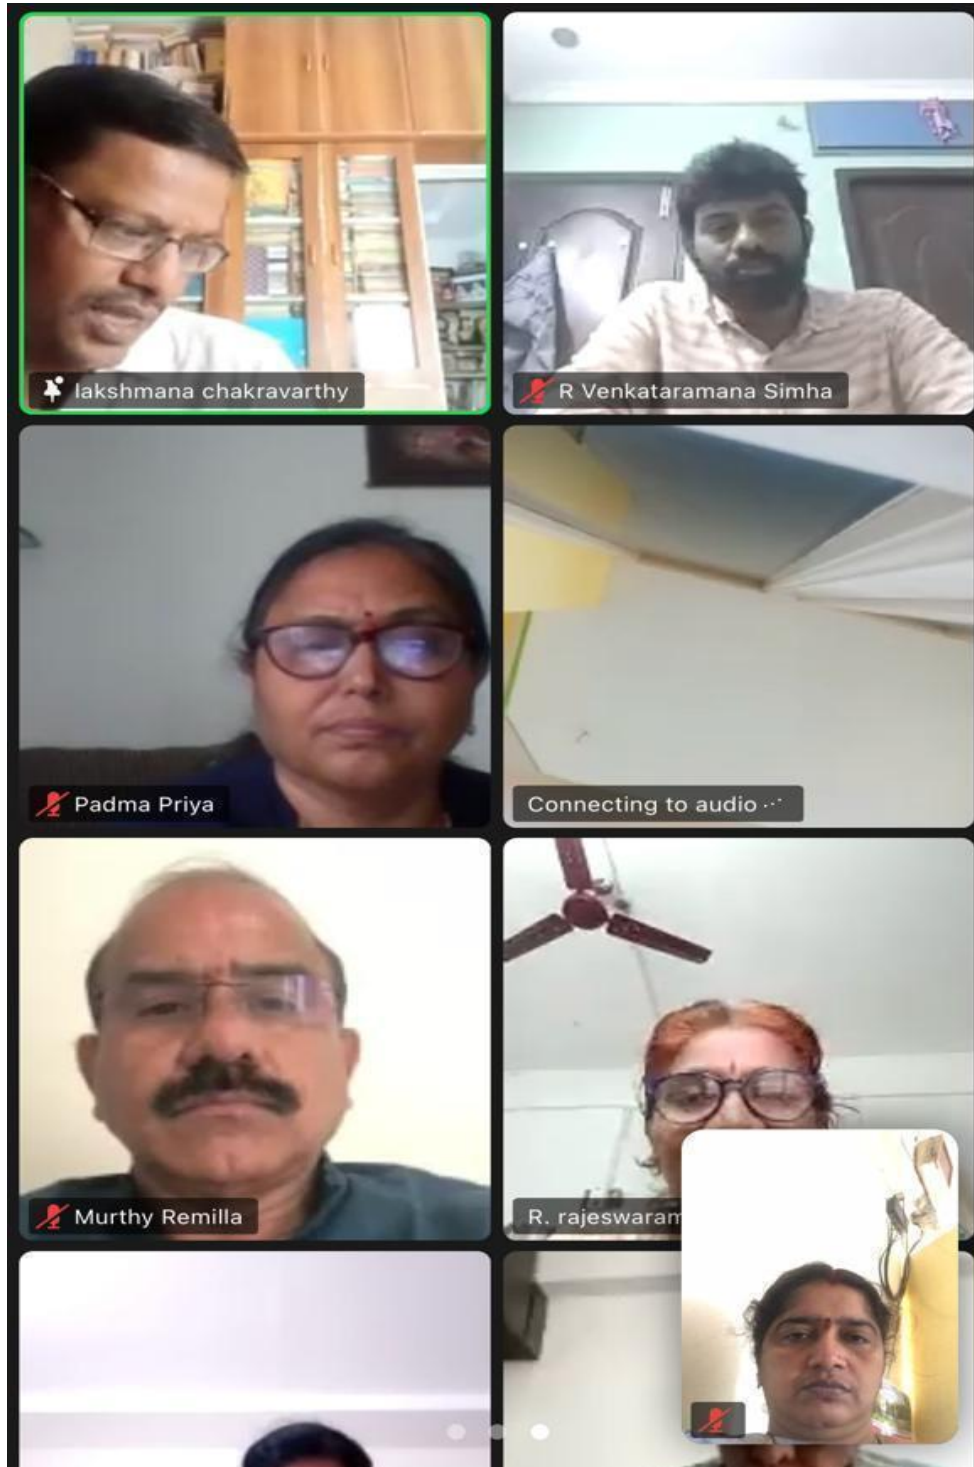 lakshmana chakravarthy
R Venkataramana Simha
Padma Priya
Connecting to audio
Murthy Remilla
R. rajeswaram